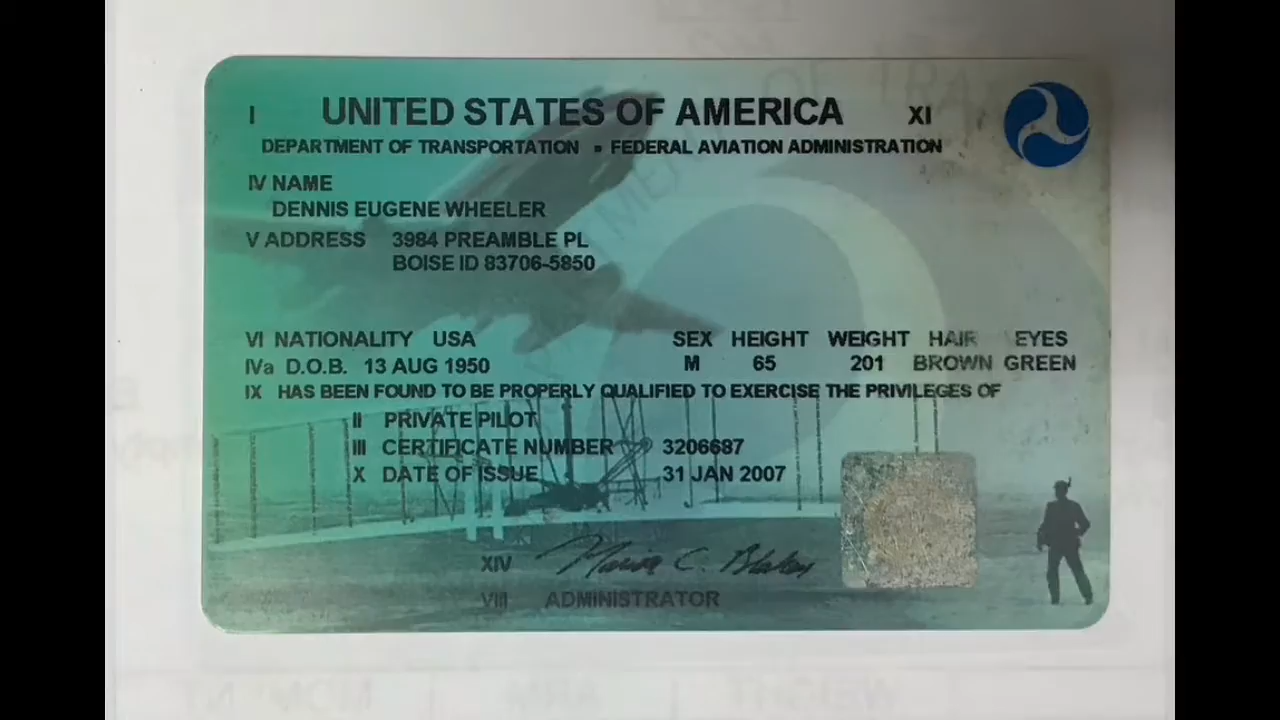 I UNITED STATES OF AMERICA XI
DEPARTMENT OF TRANSPORTATION • FEDERAL AVIATION ADMINISTRATION
IV NAME
DENNIS EUGENE WHEELER
V ADDRESS 3984 PREAMBLE PL
BOISE ID 83706-5850
VI NATIONALITY USA SEX HEIGHT WEIGHT HAIR EYES
IVa D.O.B. 13 AUG 1950 M 65 201 BROWN GREEN
IX HAS BEEN FOUND TO BE PROPERLY QUALIFIED TO EXERCISE THE PRIVILEGES OF
II PRIVATE PILOT
III CERTIFICATE NUMBER 3206687
X DATE OF ISSUE 31 JAN 2007
XIV Marion C. Blakey
VIII ADMINISTRATOR